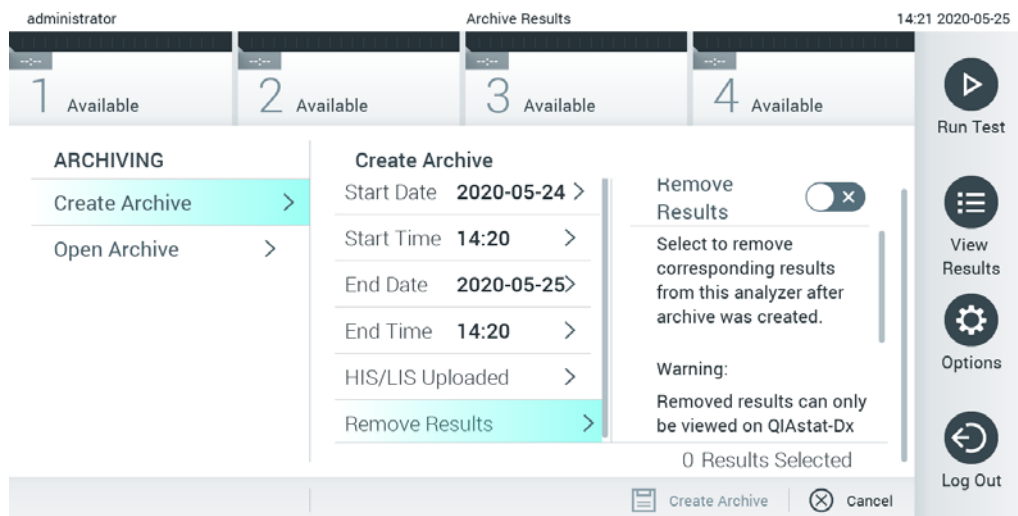 administrator
Archive Results
14:21 2020-05-25
--:--
1 Available
--:--
2 Available
--:--
3 Available
--:--
4 Available
Run Test
View
Results
Options
Log Out
ARCHIVING
Create Archive
Open Archive
Create Archive
Start Date 2020-05-24
Start Time 14:20
End Date 2020-05-25
End Time 14:20
HIS/LIS Uploaded
Remove Results
Remove
Results
Select to remove
corresponding results
from this analyzer after
archive was created.
Warning:
Removed results can only
be viewed on QIAstat-Dx
0 Results Selected
Create Archive
Cancel